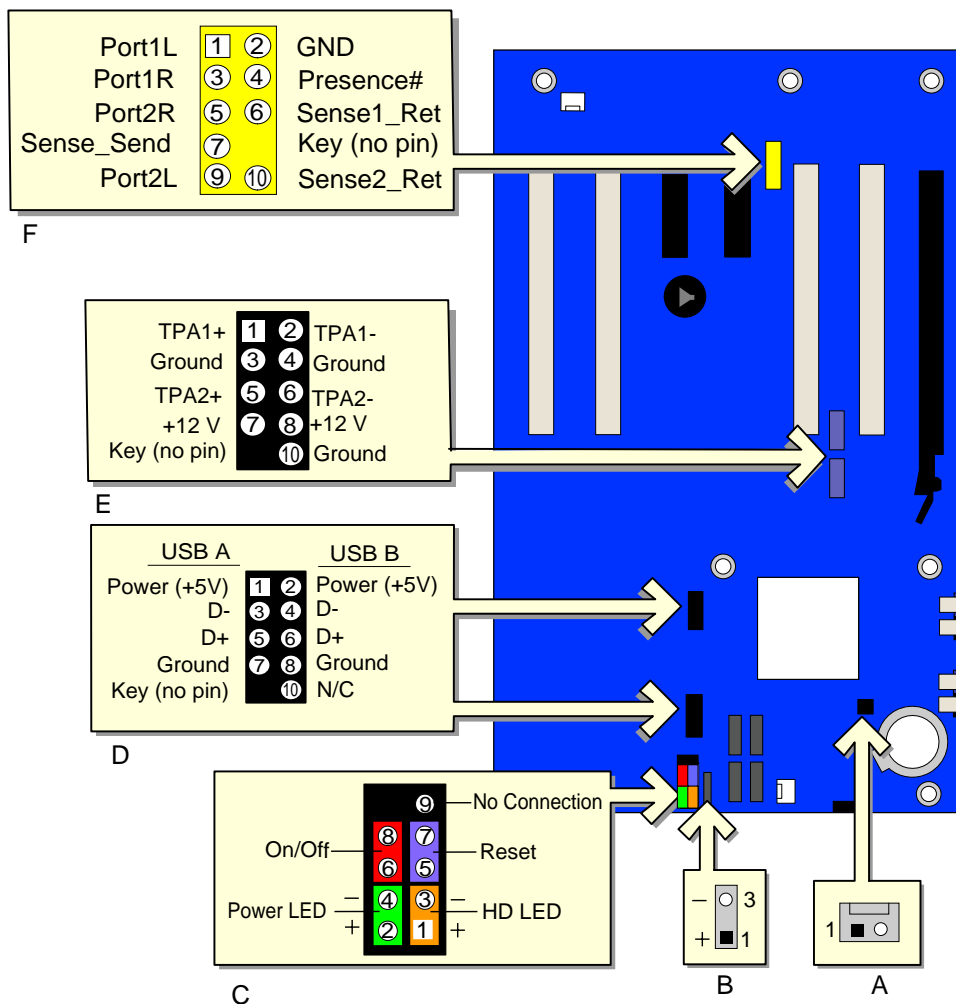 Port1L 1 2 GND
Port1R 3 4 Presence#
Port2R 5 6 Sense1_Ret
Sense_Send 7 Key (no pin)
Port2L 9 10 Sense2_Ret
F
TPA1+ 1 2 TPA1-
Ground 3 4 Ground
TPA2+ 5 6 TPA2-
+12 V 7 8 +12 V
Key (no pin) 10 Ground
E
USB A USB B
Power (+5V) 1 2 Power (+5V)
D- 3 4 D-
D+ 5 6 D+
Ground 7 8 Ground
Key (no pin) 10 N/C
D
9 No Connection
On/Off 8 7 Reset
6 5
Power LED − 4 3 − HD LED
+ 2 1 +
C
− 3
+ 1
B
1
A